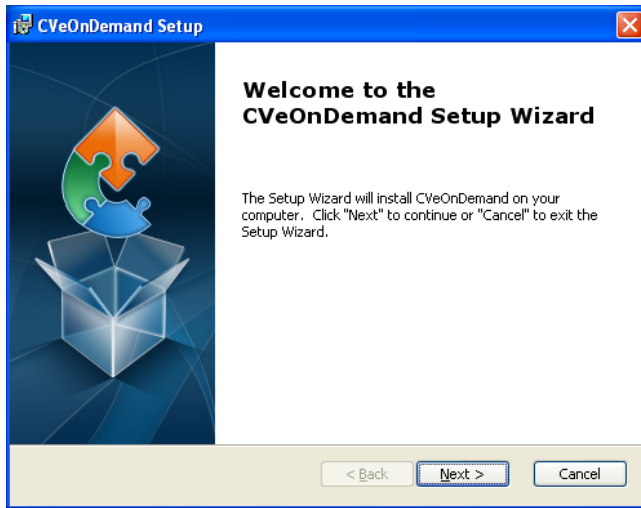 CVeOnDemand Setup
Welcome to the
CVeOnDemand Setup Wizard
The Setup Wizard will install CVeOnDemand on your
computer. Click "Next" to continue or "Cancel" to exit the
Setup Wizard.
< Back Next > Cancel